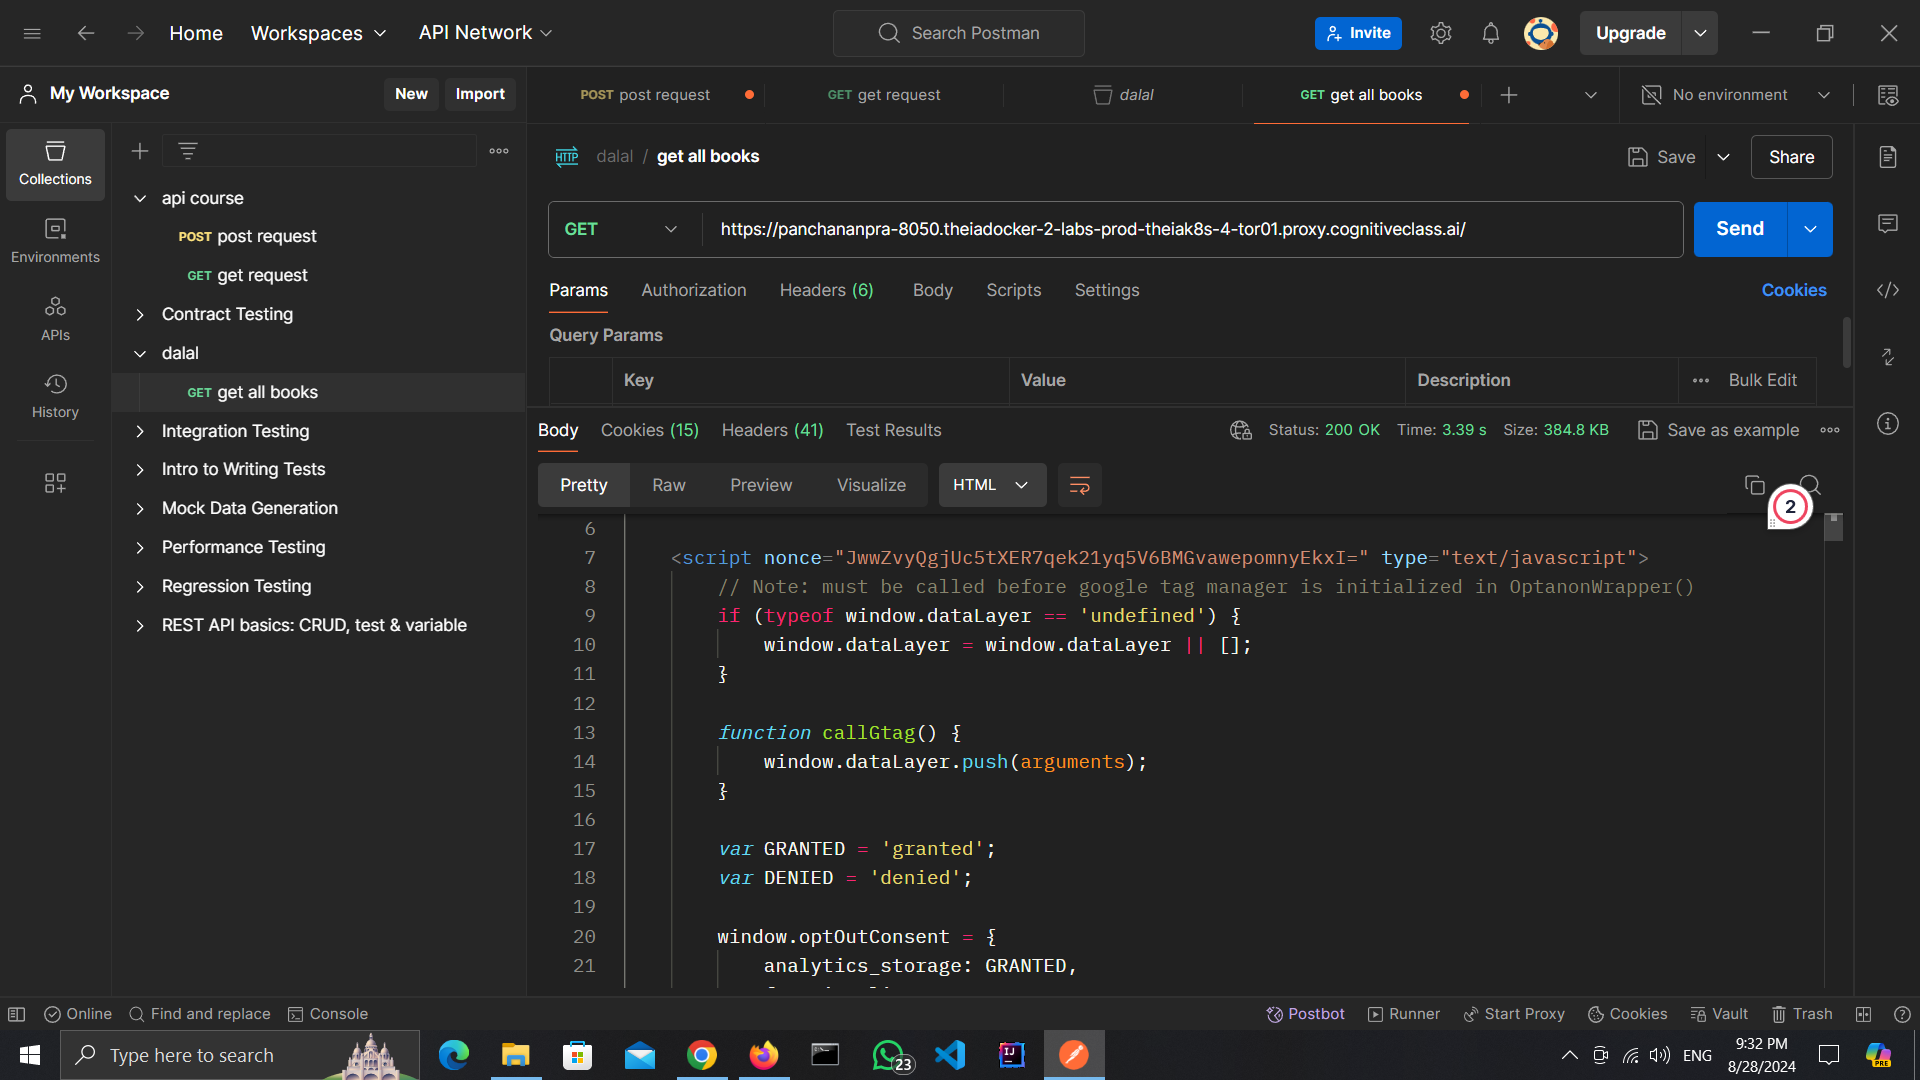 Home Workspaces API Network Search Postman Invite Upgrade
My Workspace New Import POST post request GET get request dalal GET get all books No environment
Collections
Environments
APIs
History
api course
POST post request
GET get request
Contract Testing
dalal
GET get all books
Integration Testing
Intro to Writing Tests
Mock Data Generation
Performance Testing
Regression Testing
REST API basics: CRUD, test & variable
HTTP dalal / get all books Save Share
GET https://panchananpra-8050.theiadocker-2-labs-prod-theiak8s-4-tor01.proxy.cognitiveclass.ai/ Send
Params Authorization Headers (6) Body Scripts Settings Cookies
Query Params
Key Value Description Bulk Edit
Body Cookies (15) Headers (41) Test Results Status: 200 OK Time: 3.39 s Size: 384.8 KB Save as example
Pretty Raw Preview Visualize HTML
2
6
7 <script nonce="JwwZvyQgjUc5tXER7qek21yq5V6BMGvawepomnyEkxI=" type="text/javascript">
8 // Note: must be called before google tag manager is initialized in OptanonWrapper()
9 if (typeof window.dataLayer == 'undefined') {
10 window.dataLayer = window.dataLayer || [];
11 }
12
13 function callGtag() {
14 window.dataLayer.push(arguments);
15 }
16
17 var GRANTED = 'granted';
18 var DENIED = 'denied';
19
20 window.optOutConsent = {
21 analytics_storage: GRANTED,
Online Find and replace Console Postbot Runner Start Proxy Cookies Vault Trash
Type here to search 23 IJ ENG 9:32 PM
8/28/2024
PRE